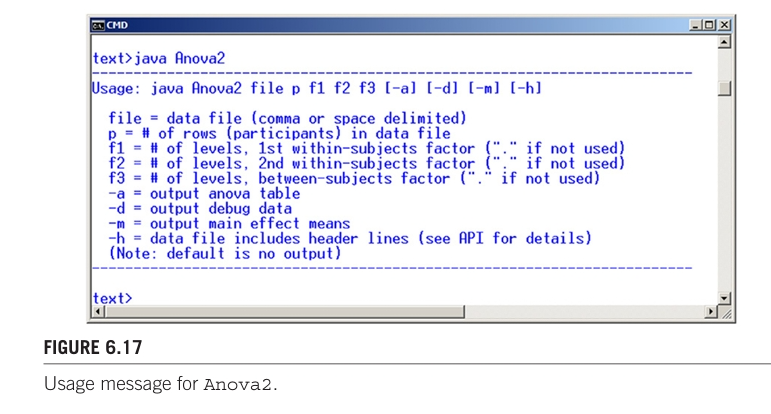 CMD
text>java Anova2
--------------------------------------------------------------------------
Usage: java Anova2 file p f1 f2 f3 [-a] [-d] [-m] [-h]
file = data file (comma or space delimited)
p = # of rows (participants) in data file
f1 = # of levels, 1st within-subjects factor ("." if not used)
f2 = # of levels, 2nd within-subjects factor ("." if not used)
f3 = # of levels, between-subjects factor ("." if not used)
-a = output anova table
-d = output debug data
-m = output main effect means
-h = data file includes header lines (see API for details)
(Note: default is no output)
--------------------------------------------------------------------------
text>
FIGURE 6.17
Usage message for Anova2.